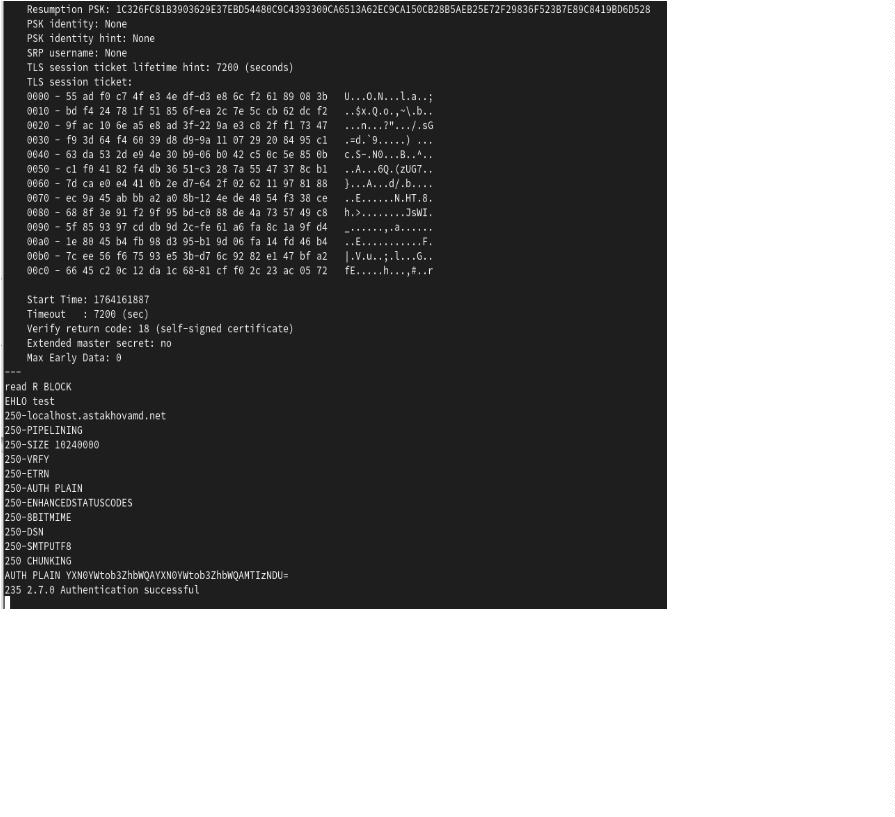 Resumption PSK: 1C326FC81B3903629E37EBD54480C9C4393300CA6513A62EC9CA150CB28B5AEB25E72F29836F523B7E89C8419BD6D528
PSK identity: None
PSK identity hint: None
SRP username: None
TLS session ticket lifetime hint: 7200 (seconds)
TLS session ticket:
0000 - 55 ad f0 c7 4f e3 4e df-d3 e8 6c f2 61 89 08 3b   U...O.N...l.a..;
0010 - bd f4 24 78 1f 51 85 6f-ea 2c 7e 5c cb 62 dc f2   ..$x.Q.o.,~\.b..
0020 - 9f ac 10 6e a5 e8 ad 3f-22 9a e3 c8 2f f1 73 47   ...n...?".../.sG
0030 - f9 3d 64 f4 60 39 d8 d9-9a 11 07 29 20 84 95 c1   .=d.`9.....) ...
0040 - 63 da 53 2d e9 4e 30 b9-06 b0 42 c5 0c 5e 85 0b   c.S-.N0...B..^..
0050 - c1 f0 41 82 f4 db 36 51-c3 28 7a 55 47 37 8c b1   ..A...6Q.(zUG7..
0060 - 7d ca e0 e4 41 0b 2e d7-64 2f 02 62 11 97 81 88   }...A...d/.b....
0070 - ec 9a 45 ab bb a2 a0 8b-12 4e de 48 54 f3 38 ce   ..E......N.HT.8.
0080 - 68 8f 3e 91 f2 9f 95 bd-c0 88 de 4a 73 57 49 c8   h.>........JsWI.
0090 - 5f 85 93 97 cd db 9d 2c-fe 61 a6 fa 8c 1a 9f d4   _......,.a......
00a0 - 1e 80 45 b4 fb 98 d3 95-b1 9d 06 fa 14 fd 46 b4   ..E...........F.
00b0 - 7c ee 56 f6 75 93 e5 3b-d7 6c 92 82 e1 47 bf a2   |.V.u..;.l...G..
00c0 - 66 45 c2 0c 12 da 1c 68-81 cf f0 2c 23 ac 05 72   fE.....h...,#..r
Start Time: 1764161887
Timeout   : 7200 (sec)
Verify return code: 18 (self-signed certificate)
Extended master secret: no
Max Early Data: 0
---
read R BLOCK
EHLO test
250-localhost.astakhovamd.net
250-PIPELINING
250-SIZE 10240000
250-VRFY
250-ETRN
250-AUTH PLAIN
250-ENHANCEDSTATUSCODES
250-8BITMIME
250-DSN
250-SMTPUTF8
250 CHUNKING
AUTH PLAIN YXN0YWtob3ZhbWQAYXN0YWtob3ZhbWQAMTIzNDU=
235 2.7.0 Authentication successful